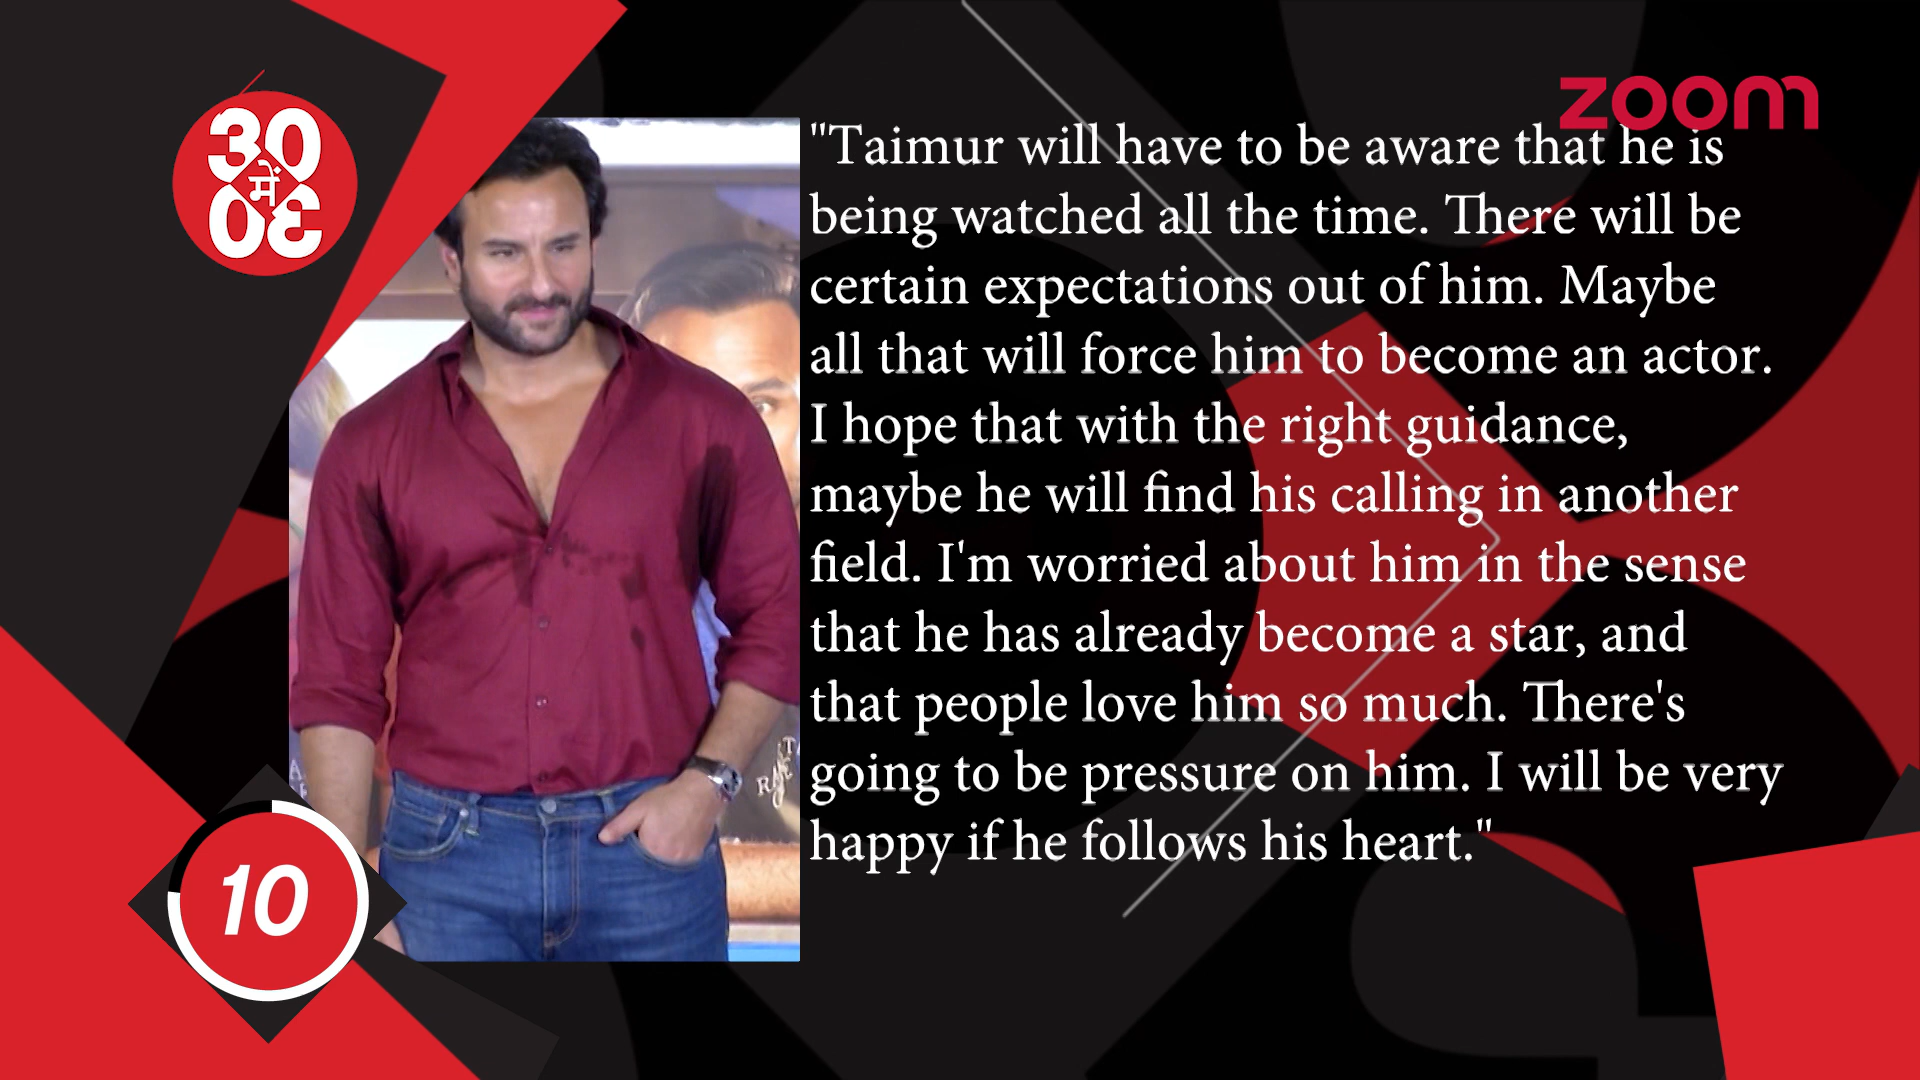 30
में
30
zoom
"Taimur will have to be aware that he is
being watched all the time. There will be
certain expectations out of him. Maybe
all that will force him to become an actor.
I hope that with the right guidance,
maybe he will find his calling in another
field. I'm worried about him in the sense
that he has already become a star, and
that people love him so much. There's
going to be pressure on him. I will be very
happy if he follows his heart."
10